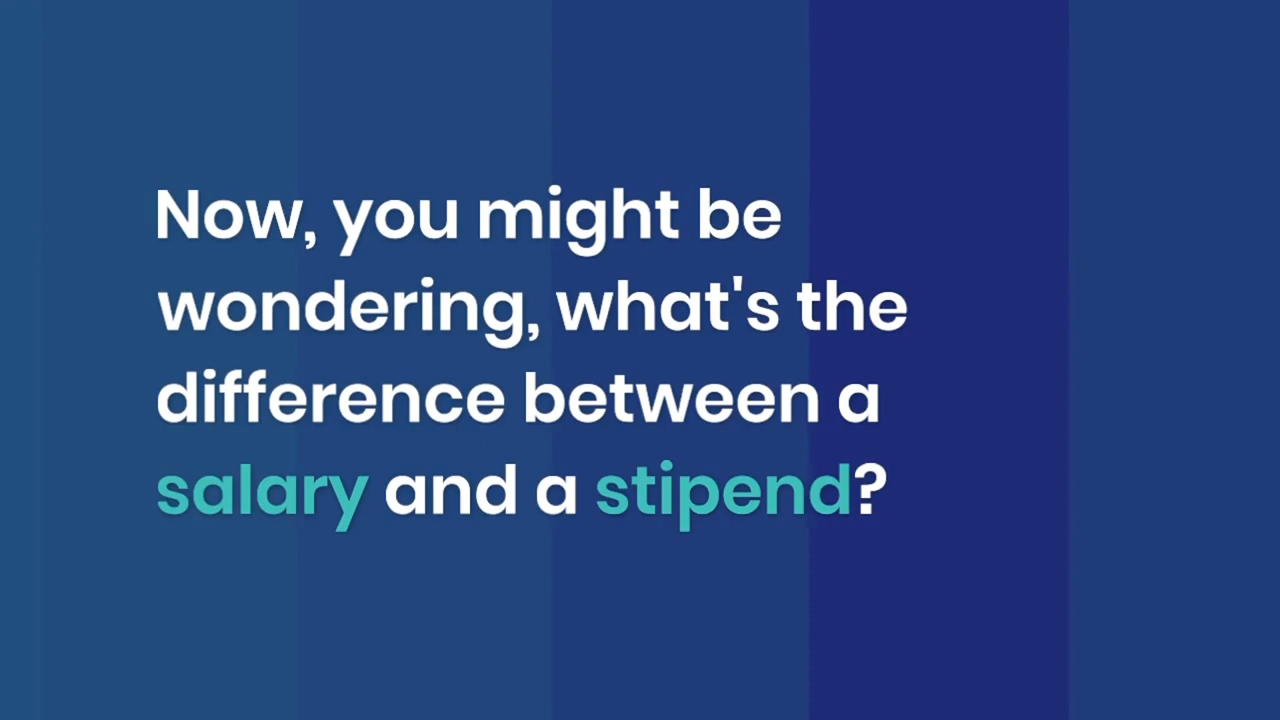 Now, you might be
wondering, what's the
difference between a
salary and a stipend?